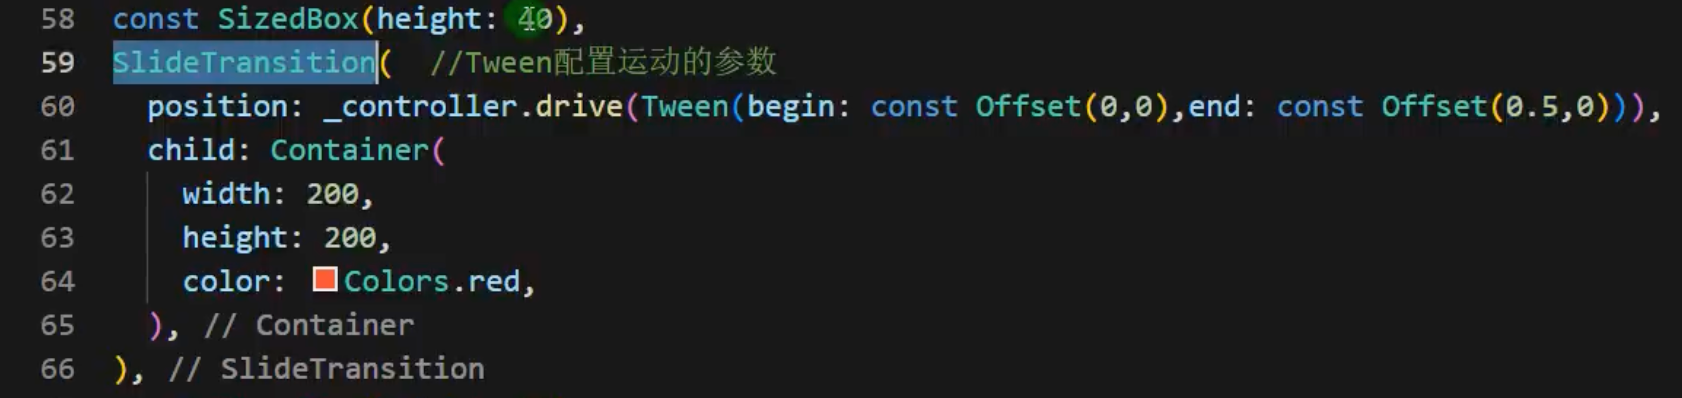 58 const SizedBox(height: 40),
59 SlideTransition(  //Tween配置运动的参数
60   position: _controller.drive(Tween(begin: const Offset(0,0),end: const Offset(0.5,0))),
61   child: Container(
62     width: 200,
63     height: 200,
64     color: Colors.red,
65   ), // Container
66 ), // SlideTransition